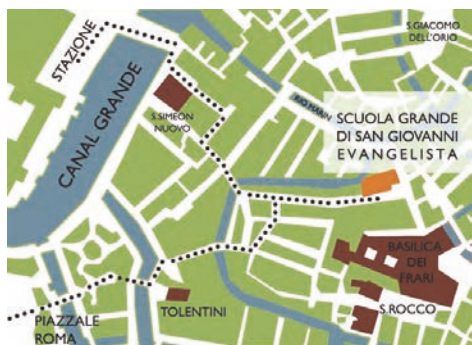 S.GIACOMO
DELL'ORIO
STAZIONE
CANAL GRANDE
S.SIMEON
NUOVO
RIO MARIN
SCUOLA GRANDE
DI SAN GIOVANNI
EVANGELISTA
BASILICA
DEI
FRARI
S.ROCCO
TOLENTINI
PIAZZALE
ROMA